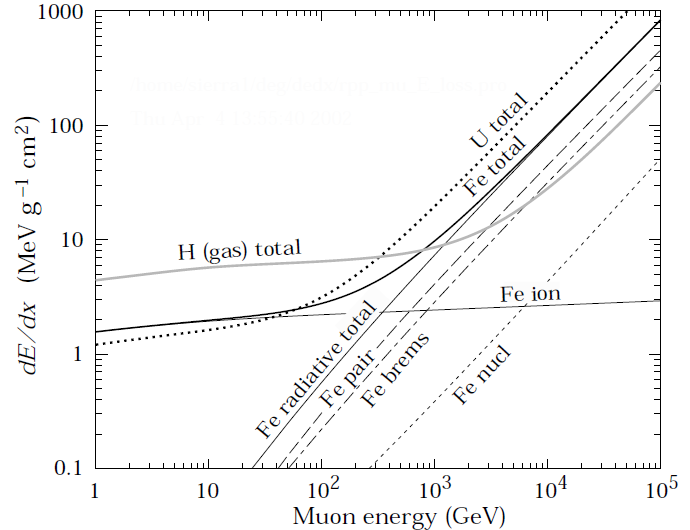 1000
100
10
1
0.1
dE/dx (MeV g⁻¹ cm²)
U total
Fe total
H (gas) total
Fe ion
Fe radiative total
Fe pair
Fe brems
Fe nucl
1 10 10² 10³ 10⁴ 10⁵
Muon energy (GeV)